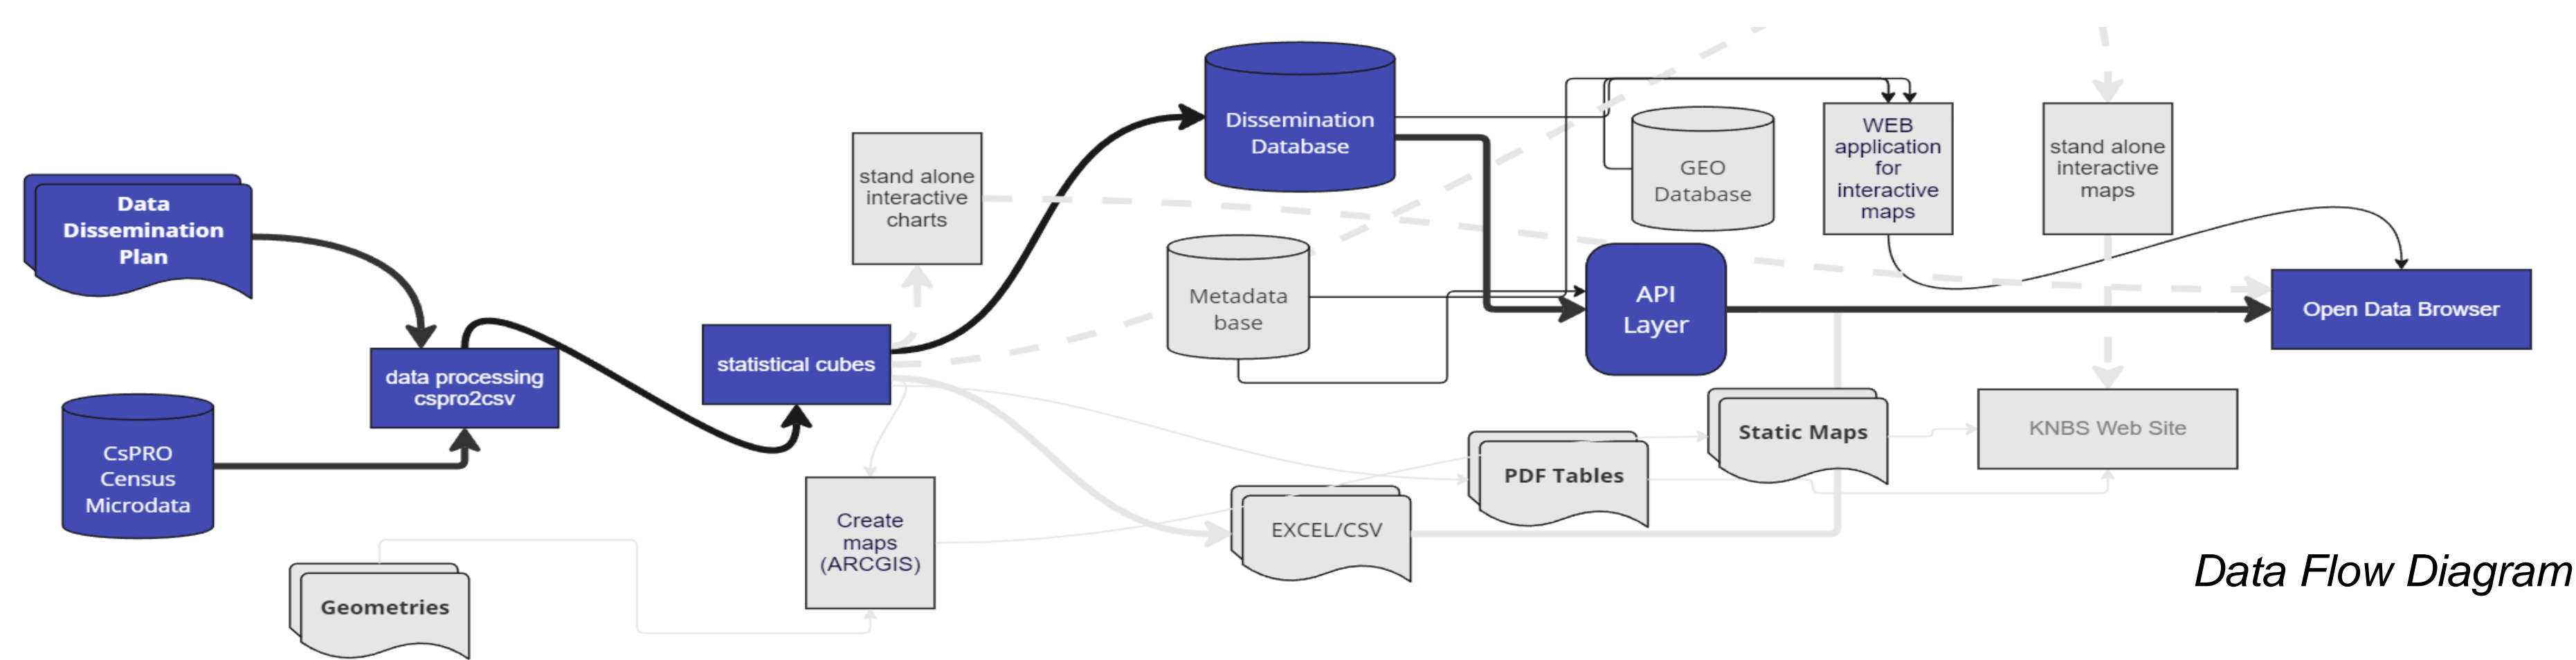 Data
Dissemination
Plan
CsPRO
Census
Microdata
data processing
cspro2csv
Geometries
statistical cubes
stand alone
interactive
charts
Create
maps
(ARCGIS)
Dissemination
Database
Metadata
base
EXCEL/CSV
PDF Tables
GEO
Database
API
Layer
Static Maps
WEB
application
for
interactive
maps
stand alone
interactive
maps
KNBS Web Site
Open Data Browser
Data Flow Diagram